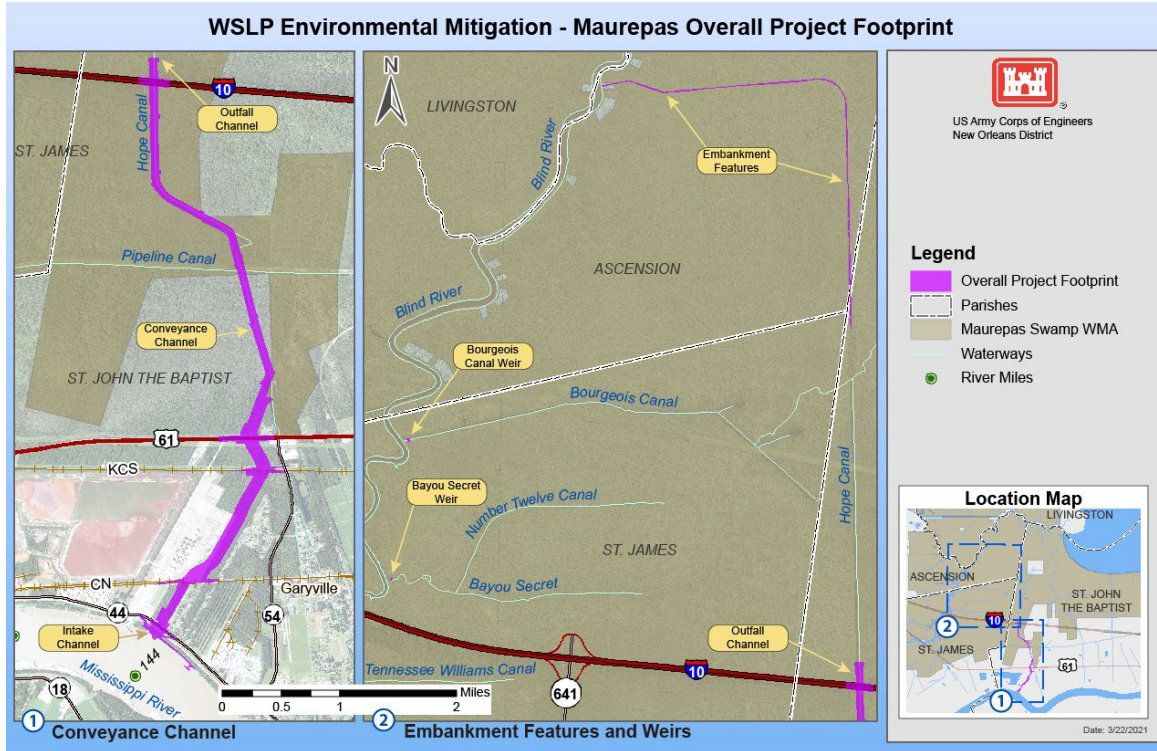 WSLP Environmental Mitigation - Maurepas Overall Project Footprint
10
Outfall
Channel
Hope Canal
ST. JAMES
Pipeline Canal
Conveyance
Channel
ST. JOHN THE BAPTIST
61
KCS
CN
Garyville
44
54
Intake
Channel
144
Mississippi River
18
1 Conveyance Channel
N
LIVINGSTON
Blind River
Embankment
Features
ASCENSION
Blind River
Bourgeois
Canal Weir
Bourgeois Canal
Bayou Secret
Weir
Number Twelve Canal
Hope Canal
ST. JAMES
Bayou Secret
Outfall
Channel
Tennessee Williams Canal
10
641
Miles
0 0.5 1 2
2 Embankment Features and Weirs
US Army Corps of Engineers
New Orleans District
Legend
Overall Project Footprint
Parishes
Maurepas Swamp WMA
Waterways
River Miles
Location Map
LIVINGSTON
ASCENSION
ST. JOHN
THE BAPTIST
10
2
ST. JAMES
61
1
Date: 3/22/2021